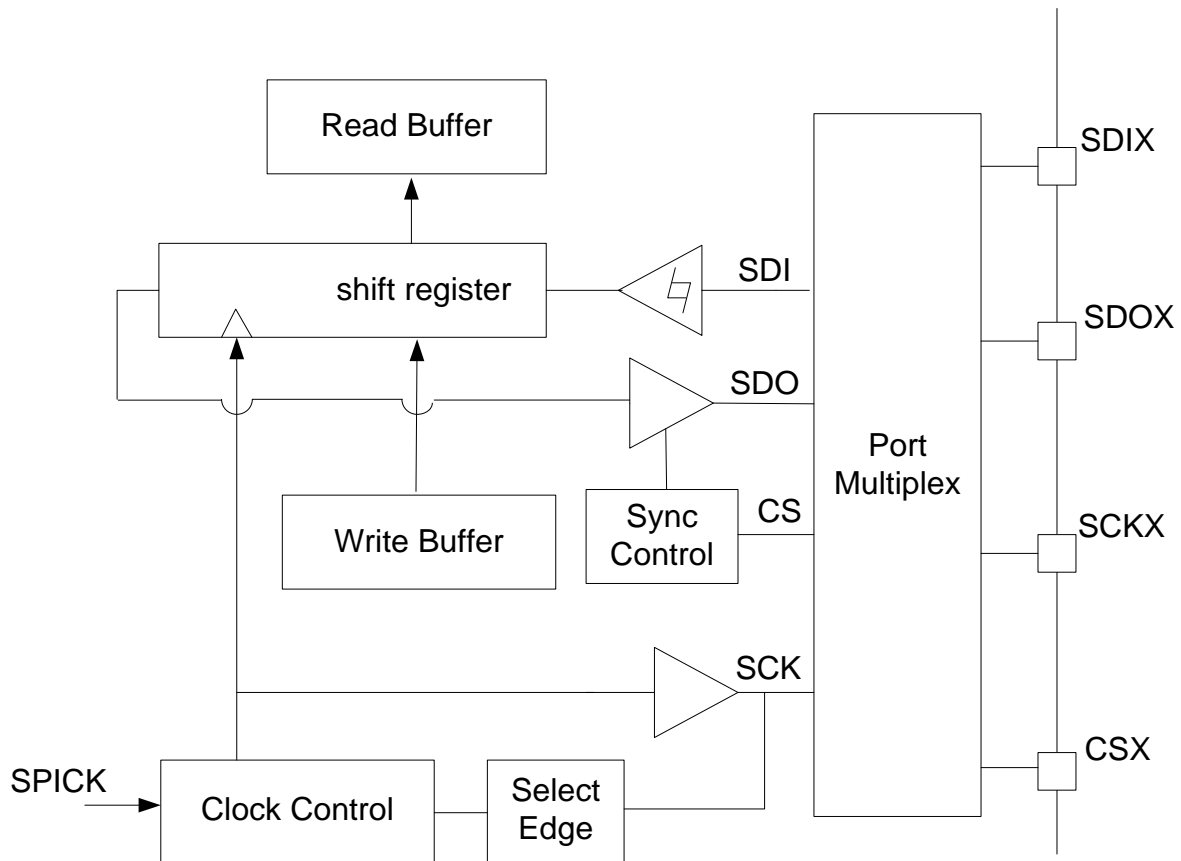 Read Buffer
SDIX
shift register
SDI
SDOX
SDO
Port
Multiplex
Write Buffer
Sync
Control
CS
SCKX
SCK
CSX
SPICK
Clock Control
Select
Edge